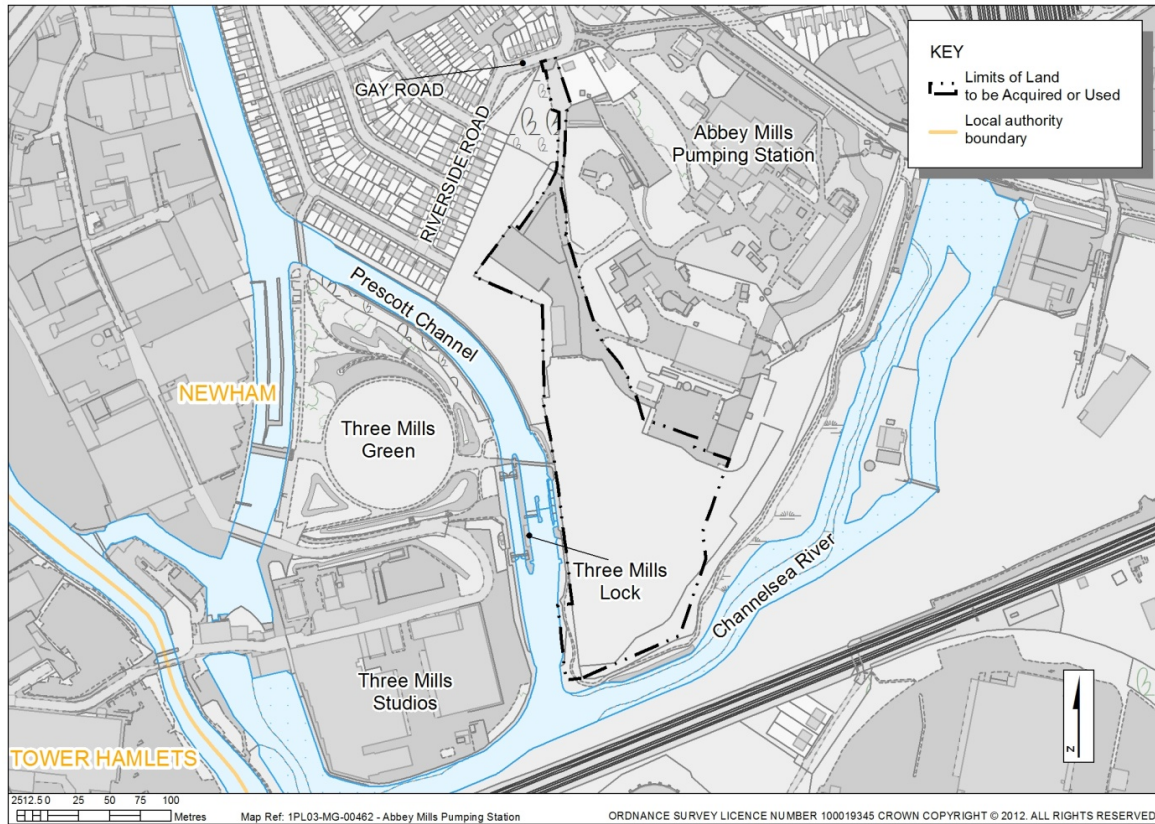 KEY
Limits of Land
to be Acquired or Used
Local authority
boundary
GAY ROAD
RIVERSIDE ROAD
Abbey Mills
Pumping Station
Prescott Channel
NEWHAM
Three Mills
Green
Three Mills
Lock
Channelsea River
Three Mills
Studios
TOWER HAMLETS
N
2512.5 0 25 50 75 100
Metres
Map Ref: 1PL03-MG-00462 - Abbey Mills Pumping Station
ORDNANCE SURVEY LICENCE NUMBER 100019345 CROWN COPYRIGHT © 2012. ALL RIGHTS RESERVED